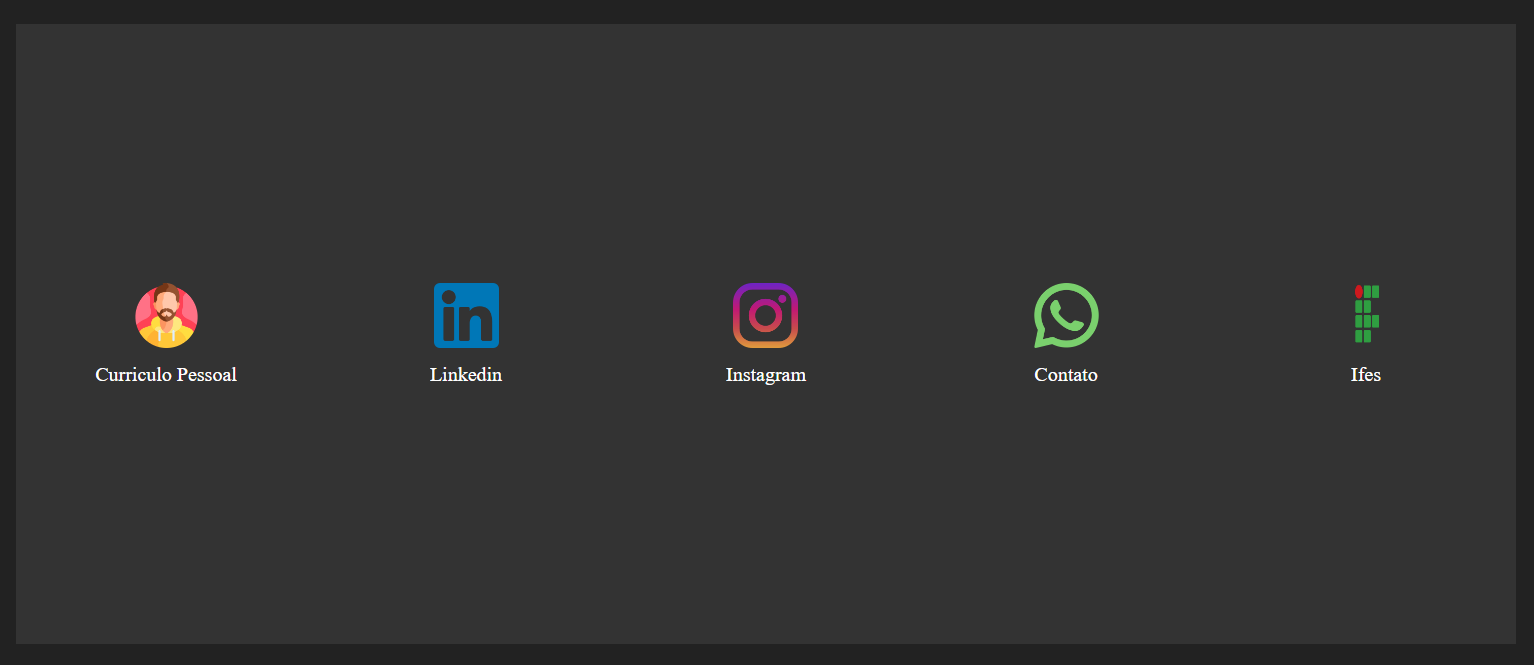 Curriculo Pessoal
Linkedin
Instagram
Contato
Ifes